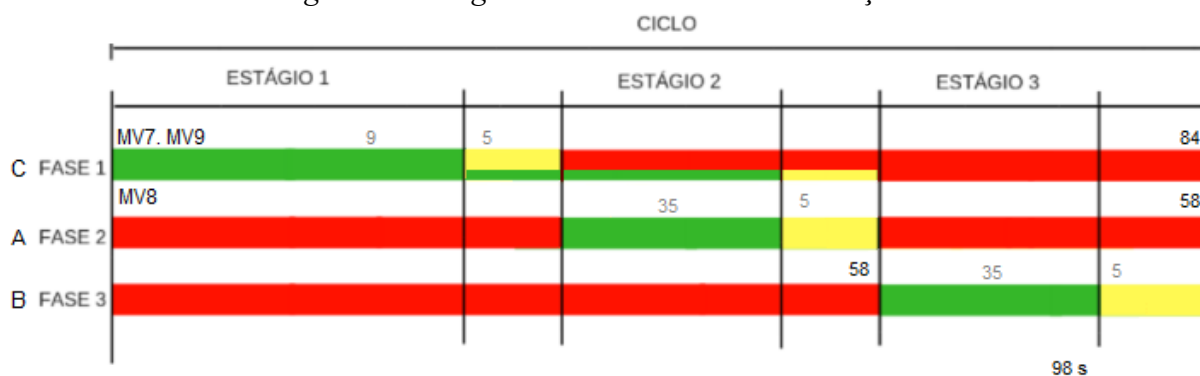 CICLO
ESTÁGIO 1 ESTÁGIO 2 ESTÁGIO 3
MV7. MV9 9 5 84
C FASE 1
MV8 35 5 58
A FASE 2
58 35 5
B FASE 3
98 s